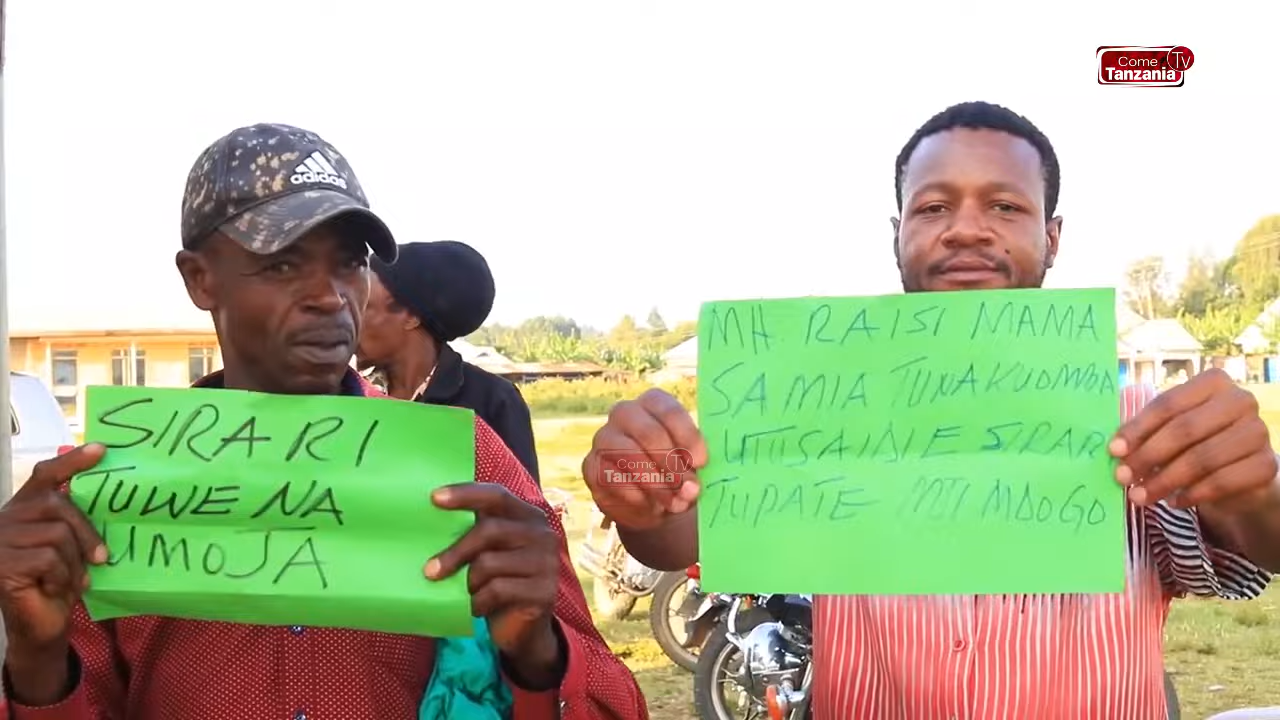 Come Tv
Tanzania
adidas
SIRARI
TUWE NA
UMOJA
MH. RAISI MAMA
SAMIA TUNAKUOMBA
UTUSAIDIE SIRARI
TUPATE MJI MDOGO
Come Tv
Tanzania